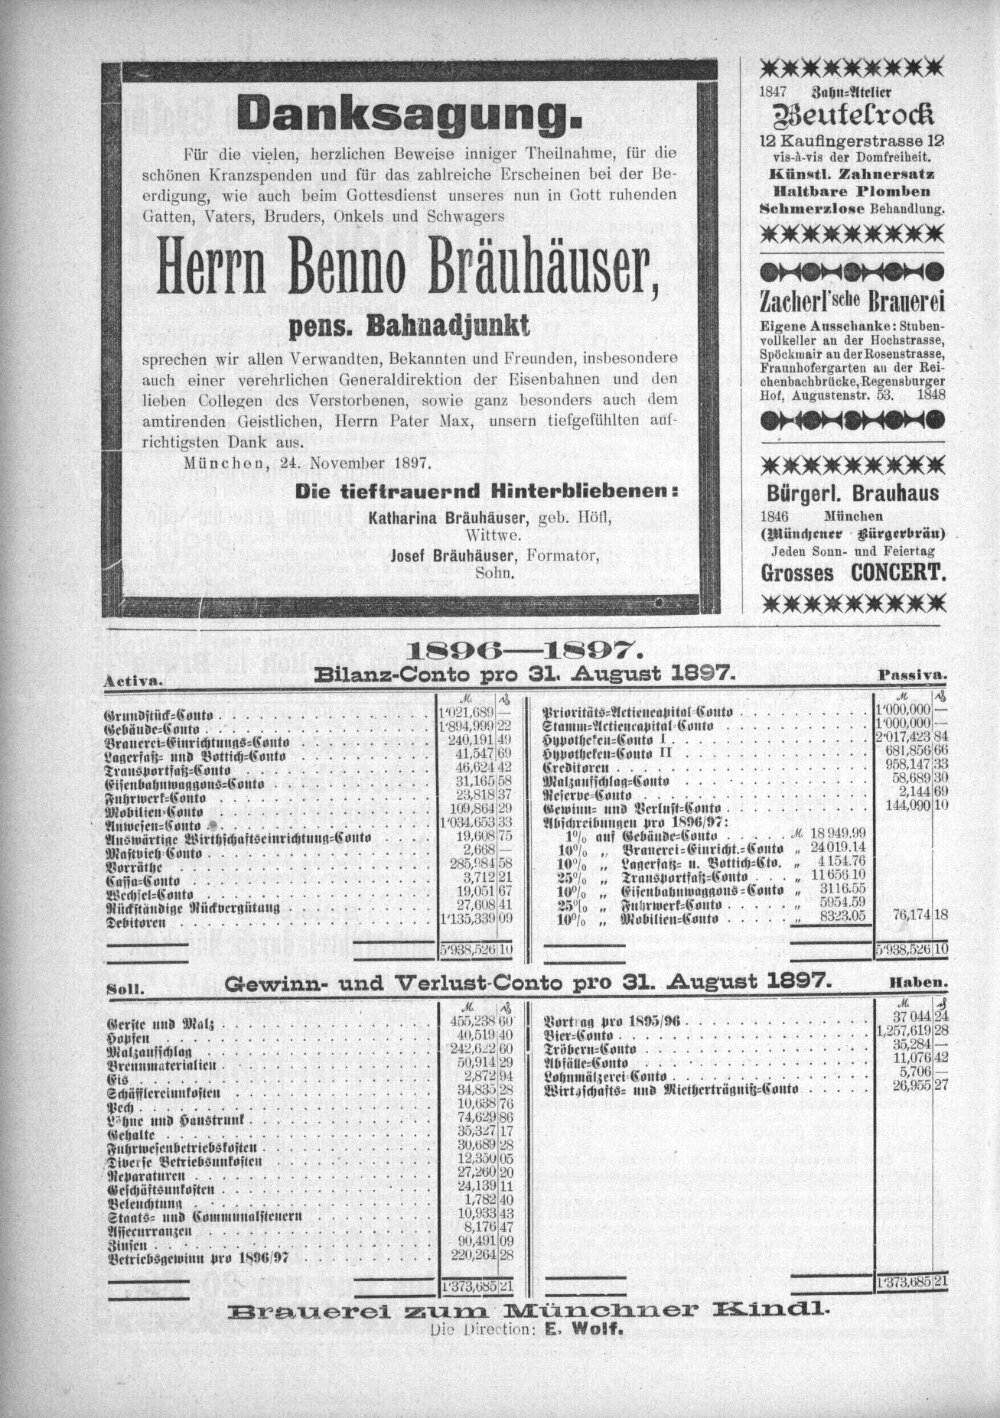 Danksagung.
Für die vielen, herzlichen Beweise inniger Theilnahme, für die
schönen Kranzspenden und für das zahlreiche Erscheinen bei der Be-
erdigung, wie auch beim Gottesdienst unseres nun in Gott ruhenden
Gatten, Vaters, Bruders, Onkels und Schwagers
Herrn Benno Bräuhäuser,
pens. Bahnadjunkt
sprechen wir allen Verwandten, Bekannten und Freunden, insbesondere
auch einer verehrlichen Generaldirektion der Eisenbahnen und den
lieben Collegen des Verstorbenen, sowie ganz besonders auch dem
amtirenden Geistlichen, Herrn Pater Max, unsern tiefgefühlten auf-
richtigsten Dank aus.
München, 24. November 1897.
Die tieftrauernd Hinterbliebenen:
Katharina Bräuhäuser, geb. Höfl,
Wittwe.
Josef Bräuhäuser, Formator,
Sohn.
1847 Zahn=Atelier
Beutelrock
12 Kaufingerstrasse 12
vis-à-vis der Domfreiheit.
Künstl. Zahnersatz
Haltbare Plomben
Schmerzlose Behandlung.
Zacherl'sche Brauerei
Eigene Ausschanke: Stuben-
vollkeller an der Hochstrasse,
Spöckmair an der Rosenstrasse,
Fraunhofergarten an der Rei-
chenbachbrücke, Regensburger
Hof, Augustenstr. 53. 1848
Bürgerl. Brauhaus
1846 München
(Münchener Bürgerbräu)
Jeden Sonn- und Feiertag
Grosses CONCERT.
1896—1897.
Activa. Bilanz-Conto pro 31. August 1897. Passiva.
M. ₰
Grundstück=Conto 1'021,689 —
Gebäude=Conto 1'894,999 22
Brauerei=Einrichtungs=Conto 240,191 49
Lagerfaß= und Bottich=Conto 41,547 69
Transportfaß=Conto 46,624 42
Eisenbahnwaggons=Conto 31,165 58
Fuhrwerk=Conto 23,818 37
Mobilien=Conto 109,864 29
Anwesen=Conto 1'034,653 33
Auswärtige Wirthschaftseinrichtung=Conto 19,608 75
Mastvieh=Conto 2,668 —
Vorräthe 285,984 58
Cassa=Conto 3,712 21
Wechsel=Conto 19,051 67
Rückständige Rückvergütung 27,608 41
Debitoren 1'135,339 09
5'938,526 10
M. ₰
Prioritäts=Actiencapital=Conto 1'000,000 —
Stamm=Actiencapital Conto 1'000,000 —
Hypotheken=Conto I 2'017,423 84
Hypotheken=Conto II 681,856 66
Creditoren 958,147 33
Malzaufschlag=Conto 58,689 30
Reserve=Conto 2,144 69
Gewinn= und Verlust=Conto 144,090 10
Abschreibungen pro 1896/97:
1% auf Gebäude=Conto M. 18 949.99
10% „ Brauerei=Einricht.=Conto „ 24 019.14
10% „ Lagerfaß= u. Bottich=Cto. „ 4 154.76
25% „ Transportfaß=Conto „ 11 656.10
10% „ Eisenbahnwaggons=Conto „ 3116.55
25% „ Fuhrwerk=Conto „ 5954.59
10% „ Mobilien=Conto „ 8323.05 76,174 18
5'938,526 10
Soll. Gewinn- und Verlust-Conto pro 31. August 1897. Haben.
M. ₰
Gerste und Malz 455,238 60
Hopfen 40,519 40
Malzaufschlag 242,622 60
Brennmaterialien 50,914 29
Eis 2,872 94
Schäfflereiunkosten 34,835 28
Pech 10,638 76
Löhne und Haustrunk 74,629 86
Gehalte 35,327 17
Fuhrwesenbetriebskosten 30,689 28
Diverse Betriebsunkosten 12,350 05
Reparaturen 27,260 20
Geschäftsunkosten 24,139 11
Beleuchtung 1,782 40
Staats= und Communalsteuern 10,933 43
Assecurranzen 8,176 47
Zinsen 90,491 09
Betriebsgewinn pro 1896/97 220,264 28
1'373,685 21
M. ₰
Vortrag pro 1895/96 37 044 24
Bier=Conto 1,257,619 28
Tröbern=Conto 35,284 —
Abfälle=Conto 11,076 42
Lohnmälzerei=Conto 5,706 —
Wirtschafts= und Mietherträgniß=Conto 26,955 27
1'373,685 21
Brauerei zum Münchner Kindl.
Die Direction: E. Wolf.